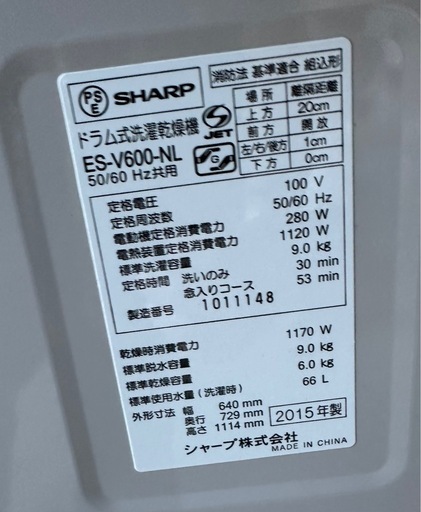 PSE SHARP
ドラム式洗濯乾燥機
ES-V600-NL
50/60 Hz共用
S JET
G
消防法 基準適合 組込形
場所 離隔距離
上方 20cm
前方 開放
左/右/後方 1cm
下方 0cm
定格電圧 100 V
定格周波数 50/60 Hz
電動機定格消費電力 280 W
電熱装置定格消費電力 1120 W
標準洗濯容量 9.0 kg
定格時間 洗いのみ 30 min
念入りコース 53 min
製造番号 1011148
乾燥時消費電力 1170 W
標準脱水容量 9.0 kg
標準乾燥容量 6.0 kg
標準使用水量(洗濯時) 66 L
外形寸法 幅 640 mm
奥行 729 mm
高さ 1114 mm
2015年製
シャープ株式会社
MADE IN CHINA